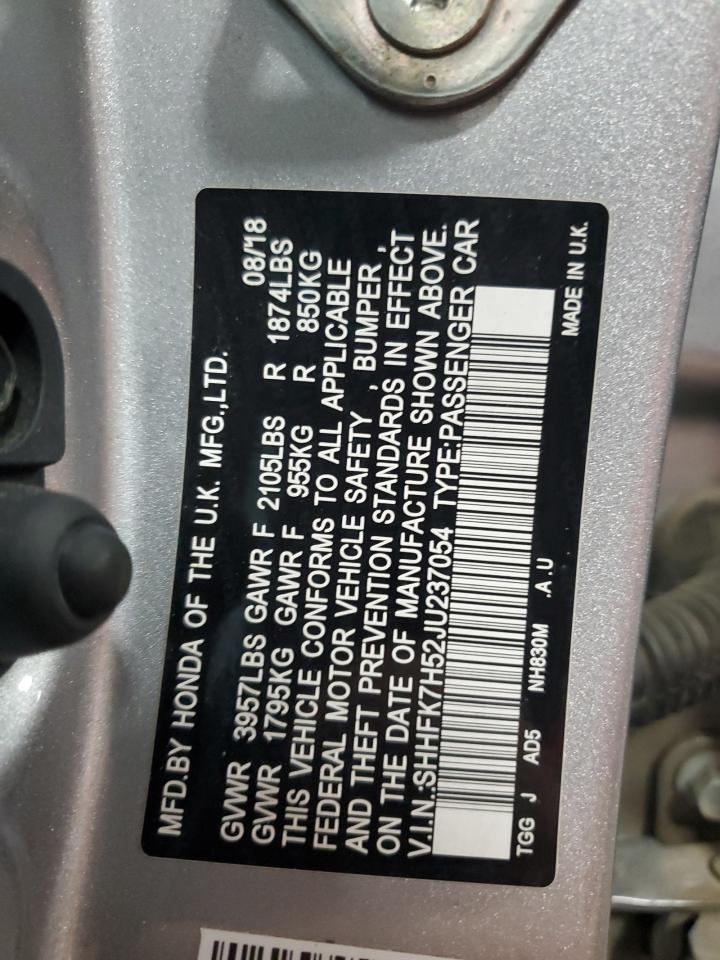 MFD.BY HONDA OF THE U.K. MFG.,LTD.
08/18
GVWR 3957LBS GAWR F 2105LBS R 1874LBS
GVWR 1795KG GAWR F 955KG R 850KG
THIS VEHICLE CONFORMS TO ALL APPLICABLE
FEDERAL MOTOR VEHICLE SAFETY , BUMPER ,
AND THEFT PREVENTION STANDARDS IN EFFECT
ON THE DATE OF MANUFACTURE SHOWN ABOVE.
V.I.N.:SHHFK7H52JU237054 TYPE:PASSENGER CAR
TGG J AD5 NH830M .A.U MADE IN U.K.